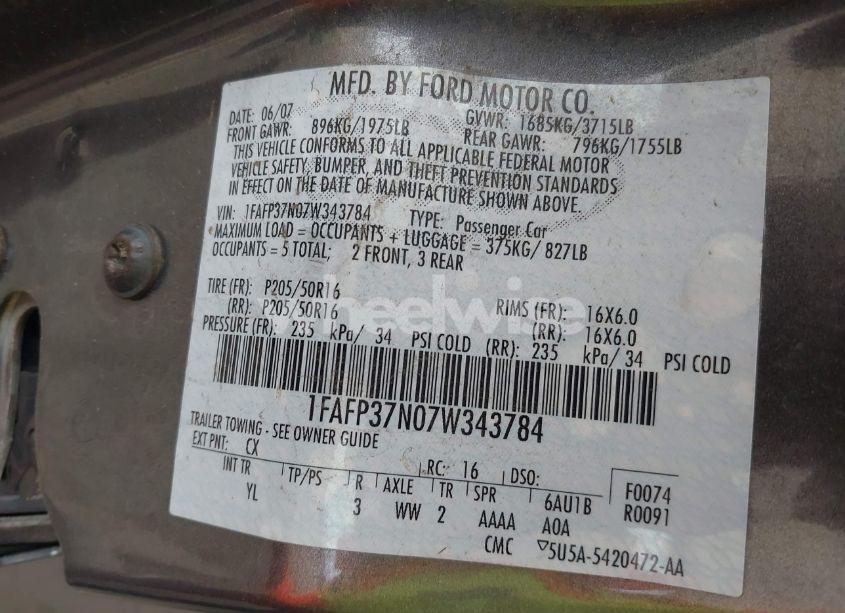 MFD. BY FORD MOTOR CO.
DATE: 06/07 GVWR: 1685KG/3715LB
FRONT GAWR: 896KG/1975LB REAR GAWR: 796KG/1755LB
THIS VEHICLE CONFORMS TO ALL APPLICABLE FEDERAL MOTOR
VEHICLE SAFETY, BUMPER, AND THEFT PREVENTION STANDARDS
IN EFFECT ON THE DATE OF MANUFACTURE SHOWN ABOVE.
VIN: 1FAFP37N07W343784 TYPE: Passenger Car
MAXIMUM LOAD = OCCUPANTS + LUGGAGE = 375KG/ 827LB
OCCUPANTS = 5 TOTAL; 2 FRONT, 3 REAR
TIRE (FR): P205/50R16 RIMS (FR): 16X6.0
(RR): P205/50R16 (RR): 16X6.0
PRESSURE (FR): 235 kPa/ 34 PSI COLD (RR): 235 kPa/ 34 PSI COLD
wheelwise
1FAFP37N07W343784
TRAILER TOWING - SEE OWNER GUIDE
EXT PNT: CX RC: 16 DSO:
INT TR TP/PS R AXLE TR SPR 6AU1B F0074
YL 3 WW 2 AAAA A0A R0091
CMC ▽5U5A-5420472-AA